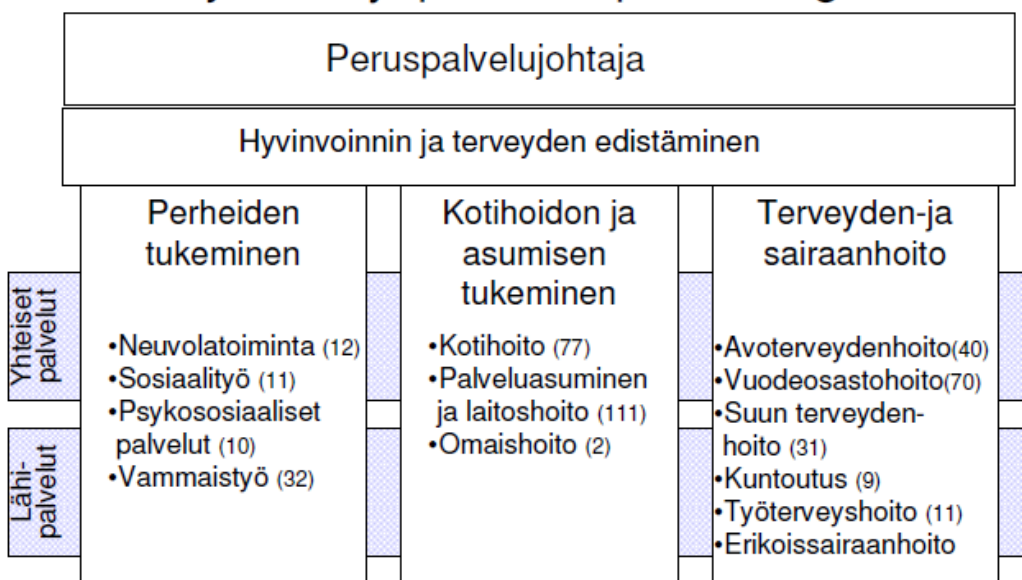 Peruspalvelujohtaja
Hyvinvoinnin ja terveyden edistäminen
Perheiden
tukeminen
•Neuvolatoiminta (12)
•Sosiaalityö (11)
•Psykososiaaliset
palvelut (10)
•Vammaistyö (32)
Kotihoidon ja
asumisen
tukeminen
•Kotihoito (77)
•Palveluasuminen
ja laitoshoito (111)
•Omaishoito (2)
Terveyden-ja
sairaanhoito
•Avoterveydenhoito(40)
•Vuodeosastohoito(70)
•Suun terveyden-
hoito (31)
•Kuntoutus (9)
•Työterveyshoito (11)
•Erikoissairaanhoito
Yhteiset
palvelut
Lähi-
palvelut